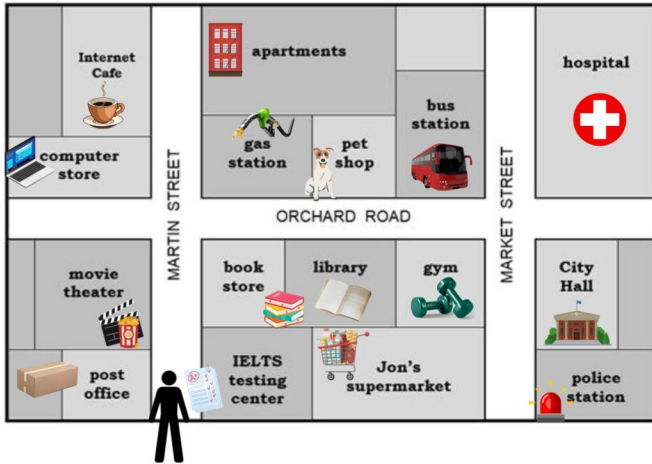 Internet
Cafe
apartments
hospital
bus
station
gas
station
pet
shop
computer
store
MARTIN STREET
ORCHARD ROAD
MARKET STREET
movie
theater
book
store
library
gym
City
Hall
post
office
IELTS
testing
center
Jon's
supermarket
police
station